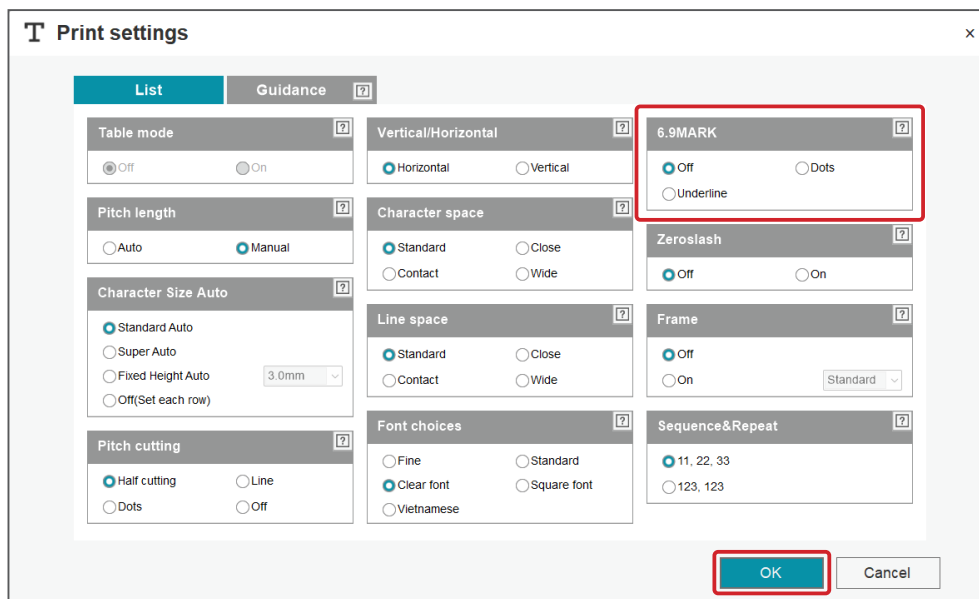 T Print settings
×
List
Guidance ?
Table mode ?
Off On
Pitch length ?
Auto Manual
Character Size Auto ?
Standard Auto
Super Auto
Fixed Height Auto 3.0mm
Off(Set each row)
Pitch cutting ?
Half cutting Line
Dots Off
Vertical/Horizontal ?
Horizontal Vertical
Character space ?
Standard Close
Contact Wide
Line space ?
Standard Close
Contact Wide
Font choices ?
Fine Standard
Clear font Square font
Vietnamese
6.9MARK ?
Off Dots
Underline
Zeroslash ?
Off On
Frame ?
Off
On Standard
Sequence&Repeat ?
11, 22, 33
123, 123
OK Cancel